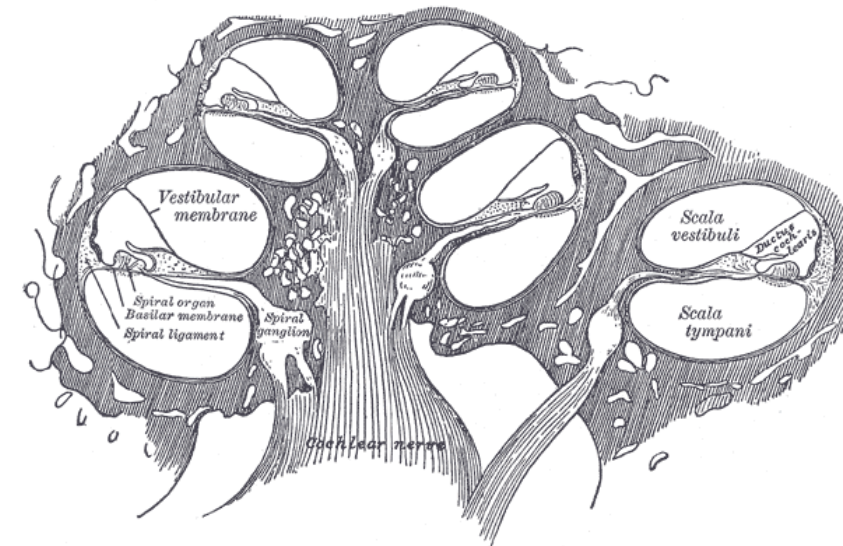 Vestibular
membrane
Spiral organ
Basilar membrane
Spiral ligament
Spiral
ganglion
Cochlear nerve
Scala
vestibuli
Ductus
coch-
learis
Scala
tympani